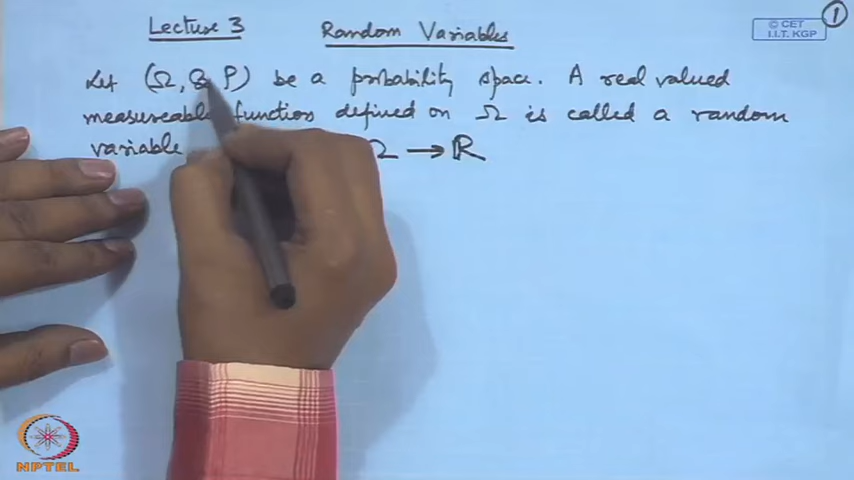 Lecture 3
Random Variables
1
© CET
I.I.T. KGP
Let (Ω, 𝓑, P) be a probability space. A real valued
measureable function defined on Ω is called a random
variable Ω → ℝ
NPTEL